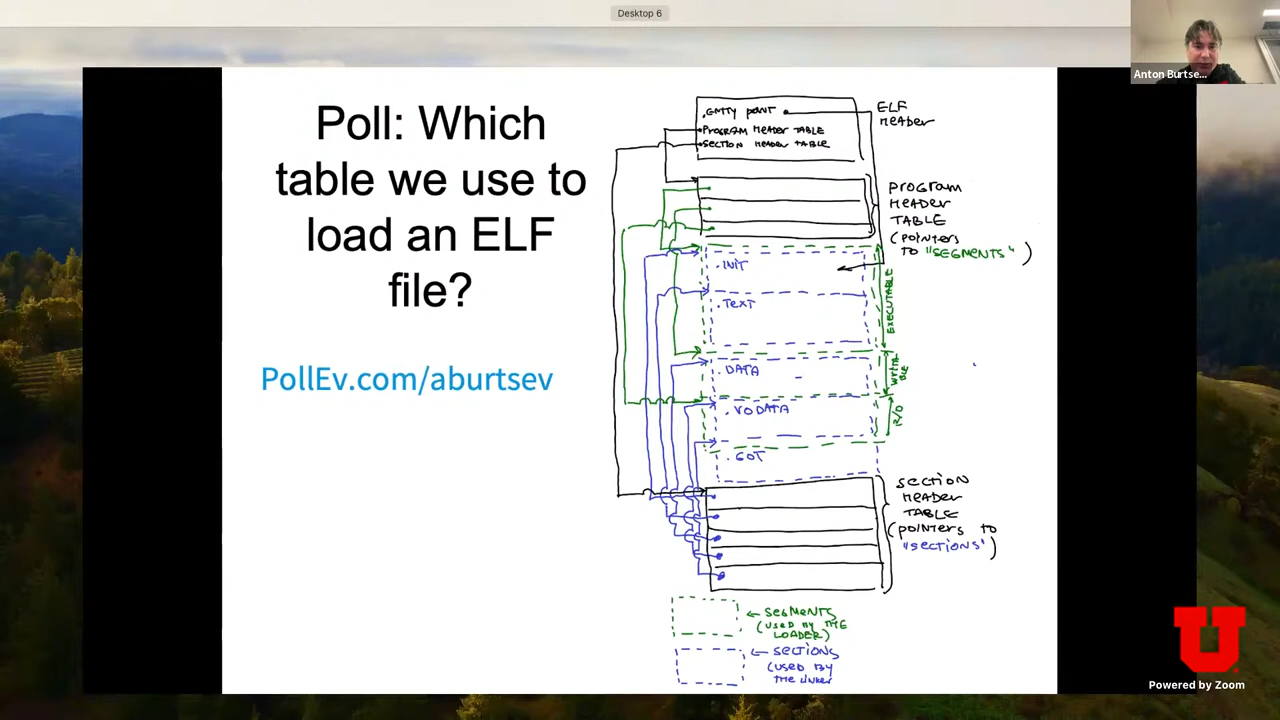 Desktop 6
Anton Burtse...
Poll: Which
table we use to
load an ELF
file?
PollEv.com/aburtsev
.ENTRY POINT
PROGRAM HEADER TABLE
SECTION HEADER TABLE
ELF
HEADER
PROGRAM
HEADER
TABLE
(POINTERS
TO "SEGMENTS")
.INIT
.TEXT
EXECUTABLE
.DATA
WRITABLE
.RODATA
R/O
.GOT
SECTION
HEADER
TABLE
(POINTERS TO
"SECTIONS")
← SEGMENTS
(USED BY THE
LOADER)
← SECTIONS
(USED BY
THE LINKER
U
Powered by Zoom